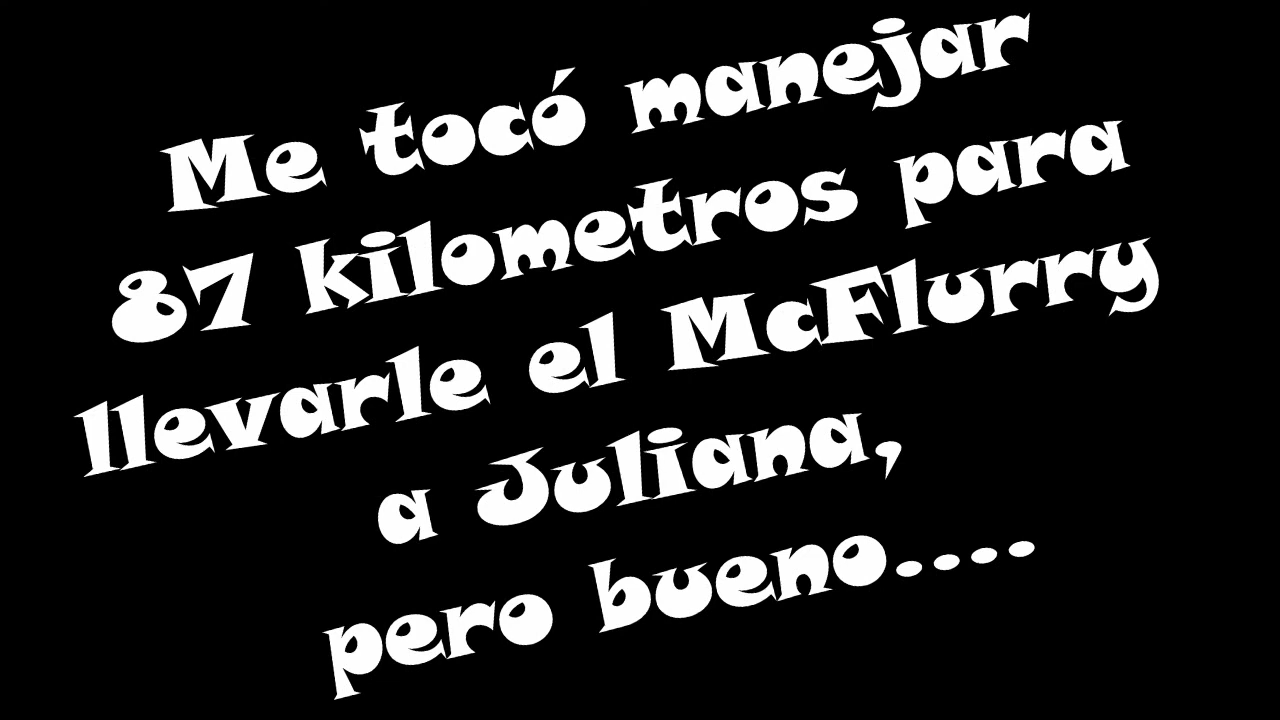 Me tocó manejar
87 kilometros para
llevarle el McFlurry
a Juliana,
pero bueno....